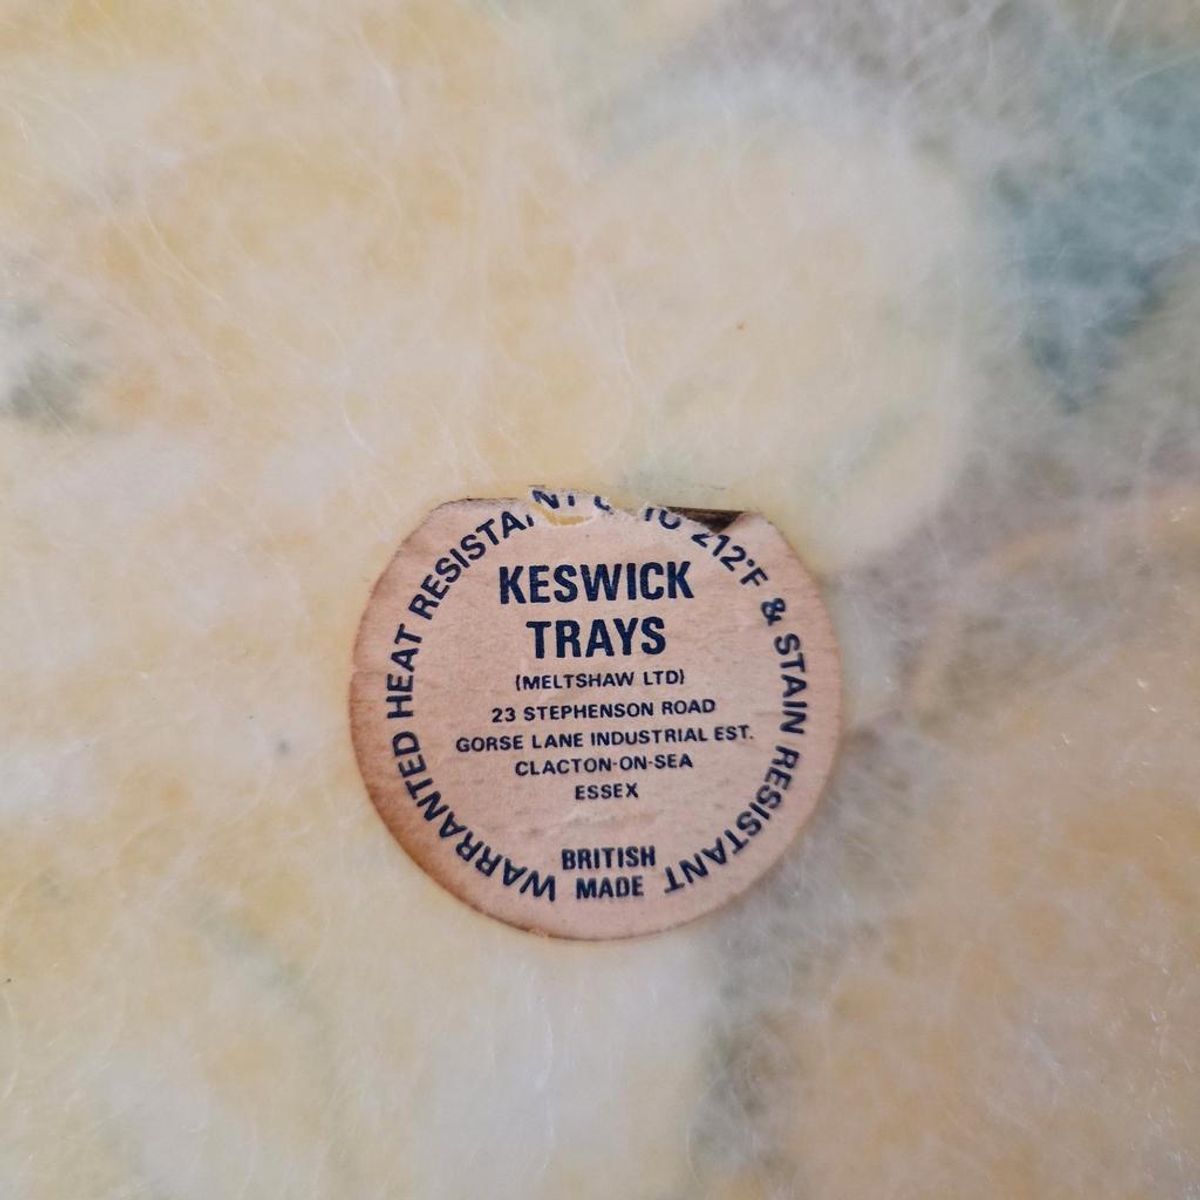 WARRANTED HEAT RESISTANT TO 212°F & STAIN RESISTANT
KESWICK
TRAYS
(MELTSHAW LTD)
23 STEPHENSON ROAD
GORSE LANE INDUSTRIAL EST.
CLACTON-ON-SEA
ESSEX
BRITISH
MADE